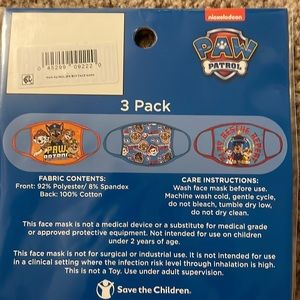 nickelodeon
PAW
PATROL
3 Pack
PAW
PATROL
FABRIC CONTENTS:
Front: 92% Polyester/ 8% Spandex
Back: 100% Cotton
CARE INSTRUCTIONS:
Wash face mask before use.
Machine wash cold, gentle cycle,
do not bleach, tumble dry low,
do not dry clean.
This face mask is not a medical device or a substitute for medical grade
or approved protective equipment. Not intended for use on children
under 2 years of age.
This face mask is not for surgical or industrial use. It is not intended for use
in a clinical setting where the infection risk level through inhalation is high.
This is not a Toy. Use under adult supervision.
Save the Children.